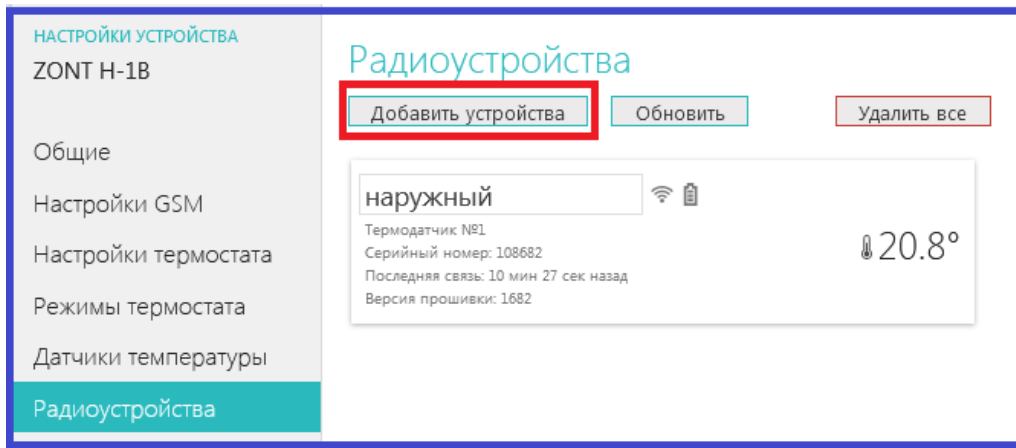 НАСТРОЙКИ УСТРОЙСТВА
ZONT H-1B
Общие
Настройки GSM
Настройки термостата
Режимы термостата
Датчики температуры
Радиоустройства
Радиоустройства
Добавить устройства
Обновить
Удалить все
наружный
Термодатчик №1
Серийный номер: 108682
Последняя связь: 10 мин 27 сек назад
Версия прошивки: 1682
20.8°